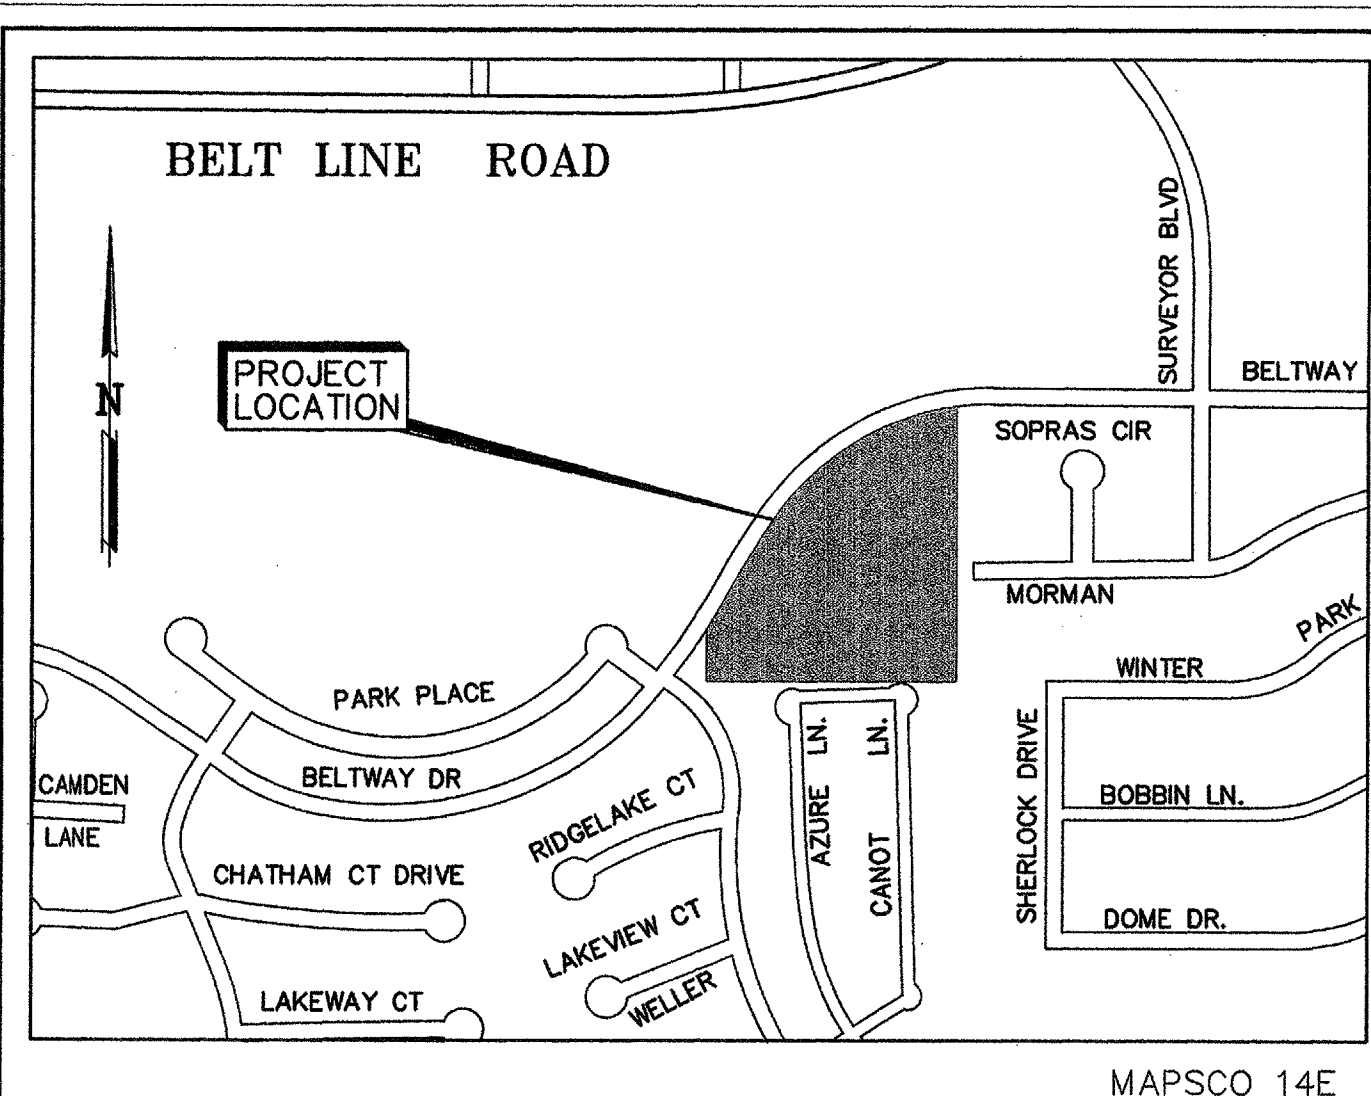 BELT LINE ROAD
SURVEYOR BLVD
PROJECT
LOCATION
BELTWAY
N
SOPRAS CIR
MORMAN
PARK
WINTER
PARK PLACE
BELTWAY DR
CAMDEN
LANE
AZURE LN.
CANOT LN.
SHERLOCK DRIVE
RIDGELAKE CT
BOBBIN LN.
CHATHAM CT DRIVE
LAKEVIEW CT
DOME DR.
LAKEWAY CT
WELLER
MAPSCO 14E